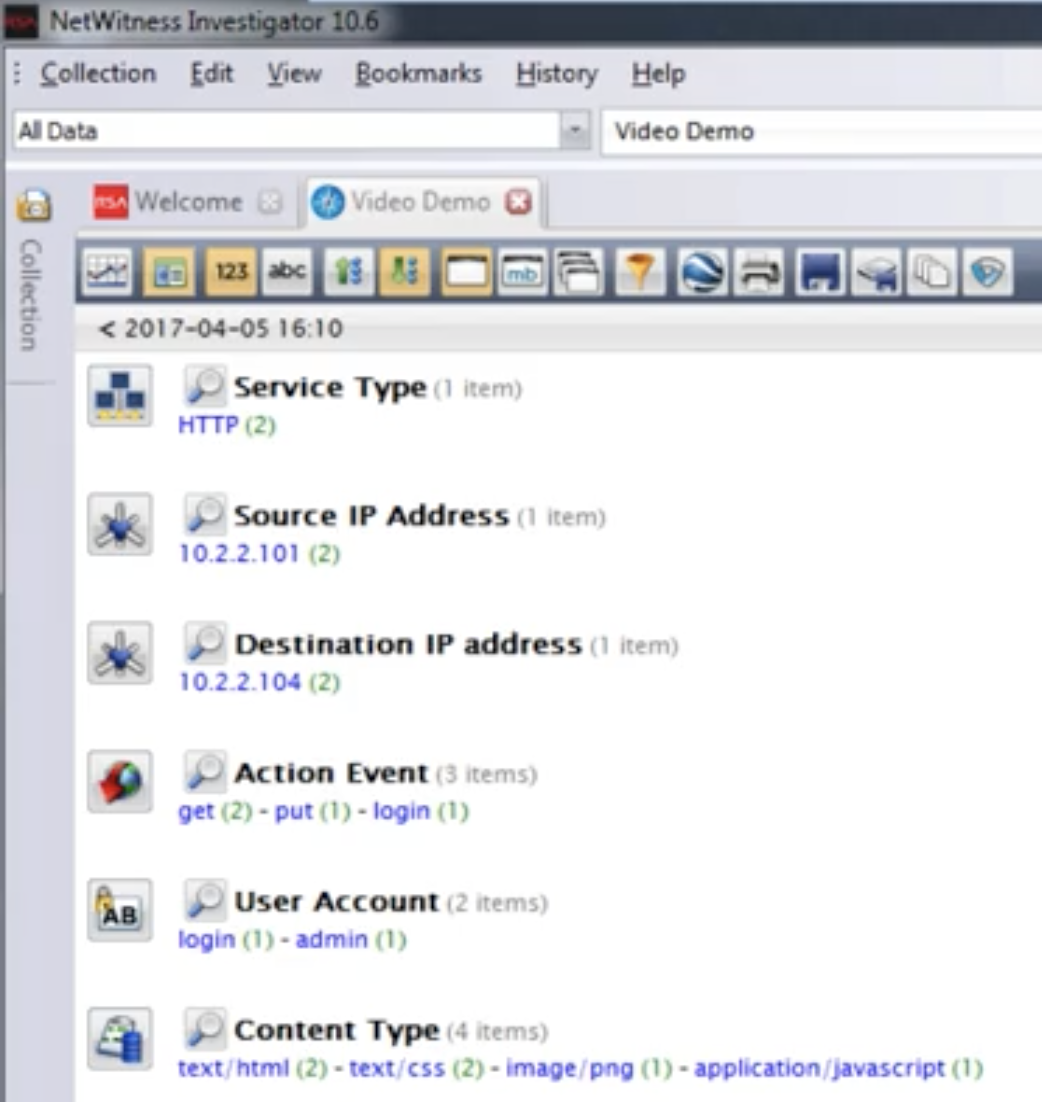 RSA NetWitness Investigator 10.6
Collection Edit View Bookmarks History Help
All Data Video Demo
RSA Welcome Video Demo
Collection
123 abc mb
< 2017-04-05 16:10
Service Type (1 item)
HTTP (2)
Source IP Address (1 item)
10.2.2.101 (2)
Destination IP address (1 item)
10.2.2.104 (2)
Action Event (3 items)
get (2) - put (1) - login (1)
AB User Account (2 items)
login (1) - admin (1)
Content Type (4 items)
text/html (2) - text/css (2) - image/png (1) - application/javascript (1)